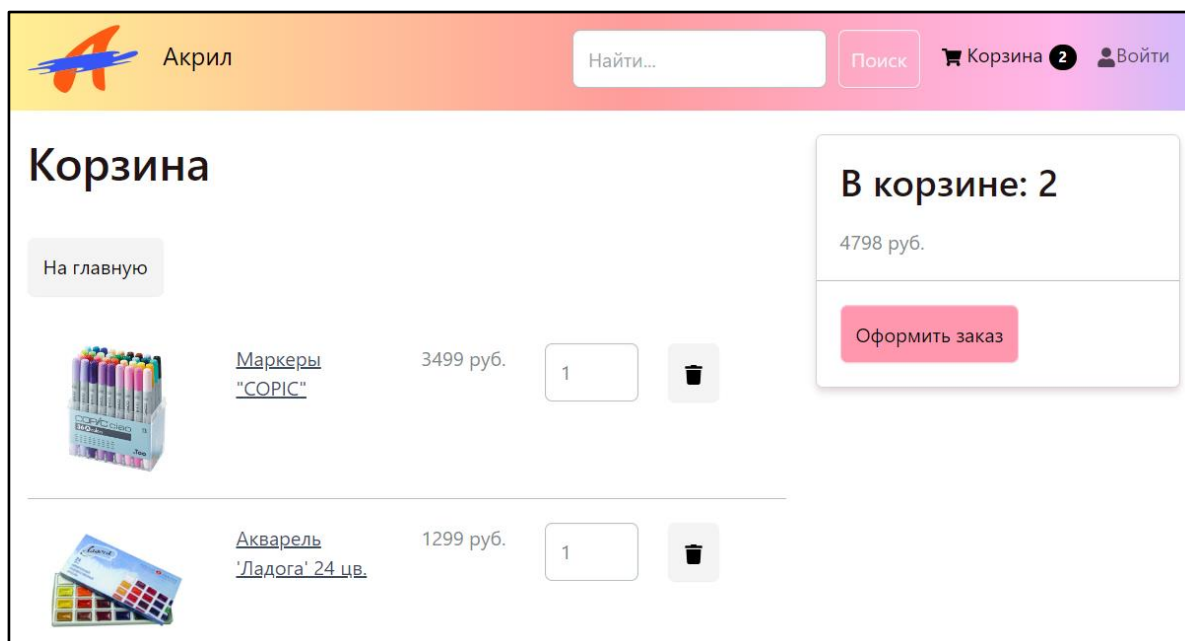 Акрил
Найти...
Поиск
Корзина 2
Войти
Корзина
На главную
Маркеры
"COPIC"
3499 руб.
1
Акварель
'Ладога' 24 цв.
1299 руб.
1
В корзине: 2
4798 руб.
Оформить заказ